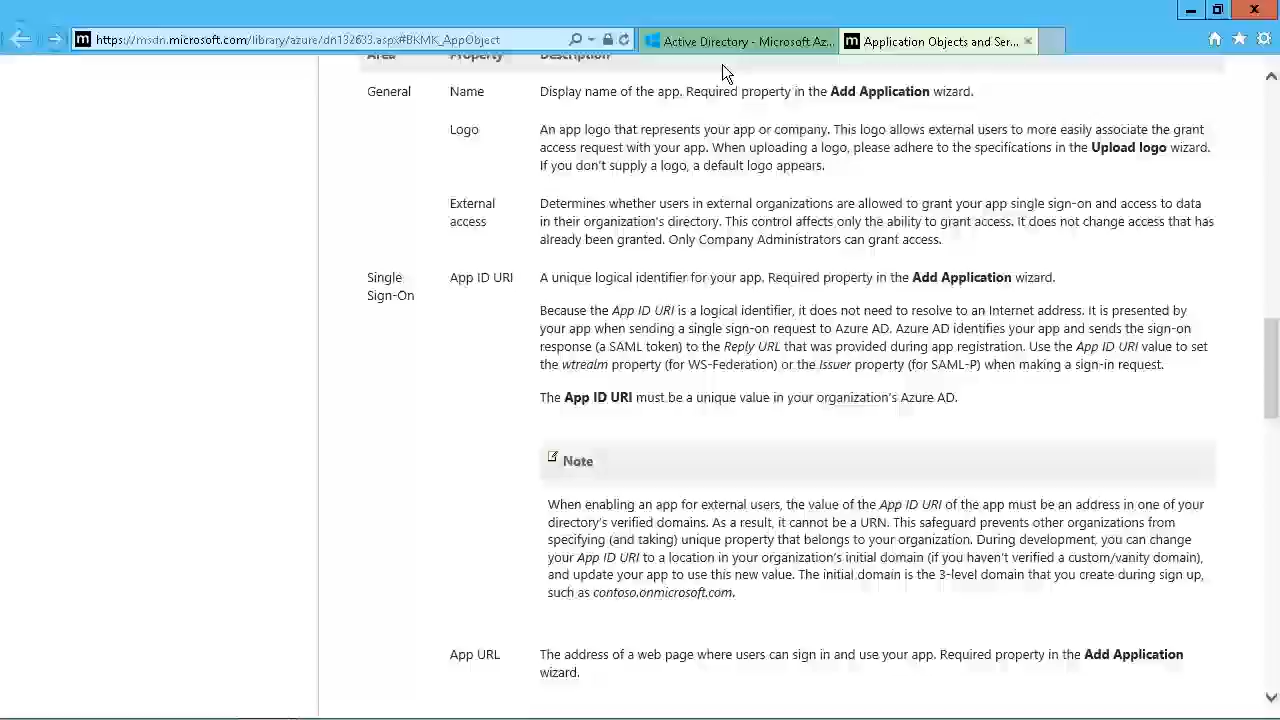 https://msdn.microsoft.com/library/azure/dn132633.aspx#BKMK_AppObject
Active Directory - Microsoft Az...
Application Objects and Ser...
Area Property Description
General Name Display name of the app. Required property in the Add Application wizard.
Logo An app logo that represents your app or company. This logo allows external users to more easily associate the grant
access request with your app. When uploading a logo, please adhere to the specifications in the Upload logo wizard.
If you don't supply a logo, a default logo appears.
External Determines whether users in external organizations are allowed to grant your app single sign-on and access to data
access in their organization's directory. This control affects only the ability to grant access. It does not change access that has
already been granted. Only Company Administrators can grant access.
Single App ID URI A unique logical identifier for your app. Required property in the Add Application wizard.
Sign-On
Because the App ID URI is a logical identifier, it does not need to resolve to an Internet address. It is presented by
your app when sending a single sign-on request to Azure AD. Azure AD identifies your app and sends the sign-on
response (a SAML token) to the Reply URL that was provided during app registration. Use the App ID URI value to set
the wtrealm property (for WS-Federation) or the Issuer property (for SAML-P) when making a sign-in request.
The App ID URI must be a unique value in your organization's Azure AD.
Note
When enabling an app for external users, the value of the App ID URI of the app must be an address in one of your
directory's verified domains. As a result, it cannot be a URN. This safeguard prevents other organizations from
specifying (and taking) unique property that belongs to your organization. During development, you can change
your App ID URI to a location in your organization's initial domain (if you haven't verified a custom/vanity domain),
and update your app to use this new value. The initial domain is the 3-level domain that you create during sign up,
such as contoso.onmicrosoft.com.
App URL The address of a web page where users can sign in and use your app. Required property in the Add Application
wizard.